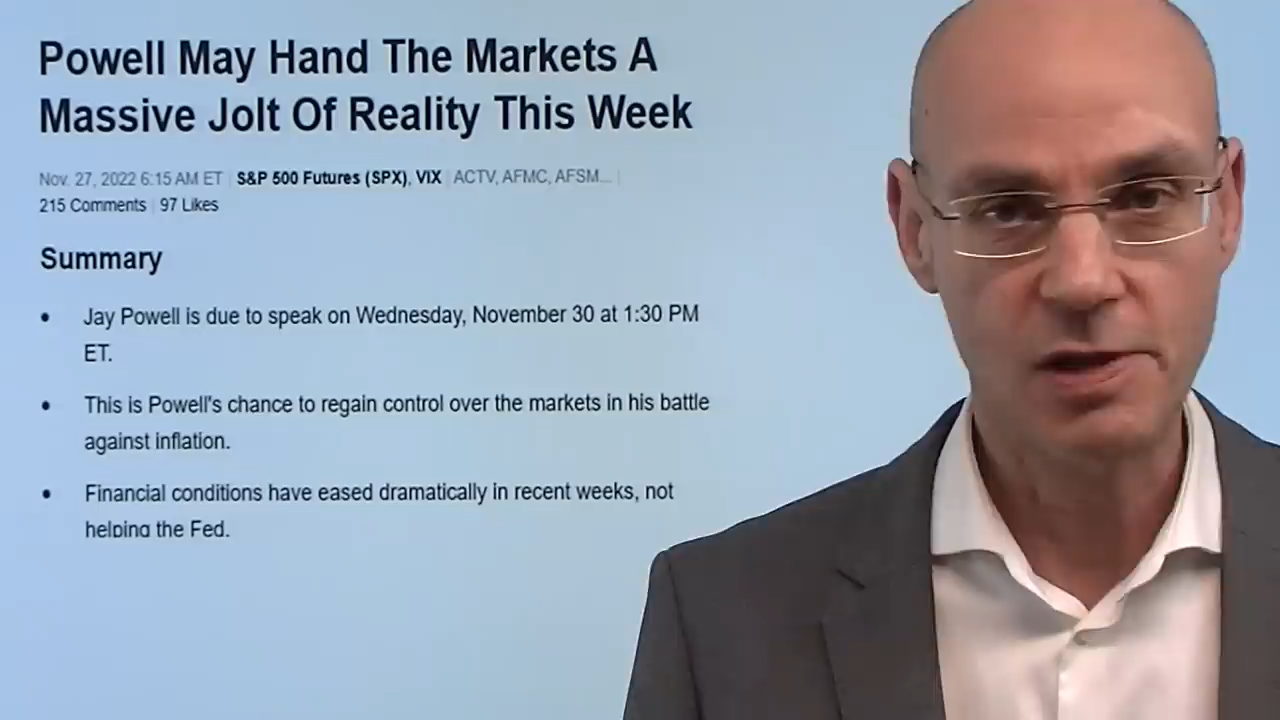 Powell May Hand The Markets A
Massive Jolt Of Reality This Week
Nov. 27, 2022 6:15 AM ET | S&P 500 Futures (SPX), VIX | ACTV, AFMC, AFSM... |
215 Comments | 97 Likes
Summary
• Jay Powell is due to speak on Wednesday, November 30 at 1:30 PM
ET.
• This is Powell's chance to regain control over the markets in his battle
against inflation.
• Financial conditions have eased dramatically in recent weeks, not
helping the Fed.